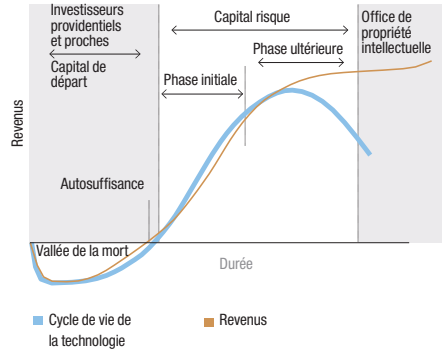 Investisseurs
providentiels
et proches
Capital de
départ
Capital risque
Phase initiale
Phase ultérieure
Office de
propriété
intellectuelle
Revenus
Autosuffisance
Vallée de la mort
Durée
Cycle de vie de
la technologie
Revenus